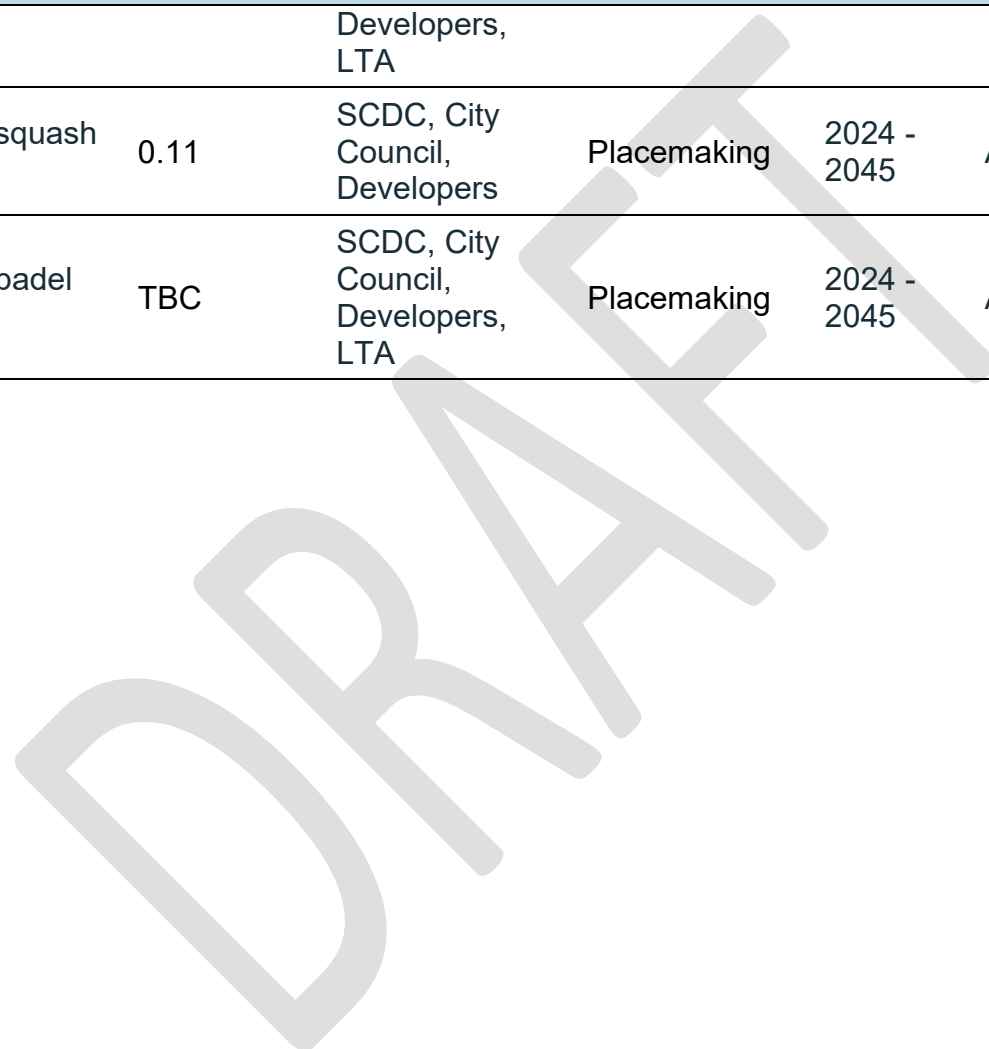 Developers,
LTA
squash
0.11
SCDC, City
Council,
Developers
Placemaking
2024 -
2045
padel
TBC
SCDC, City
Council,
Developers,
LTA
Placemaking
2024 -
2045
DRAFT